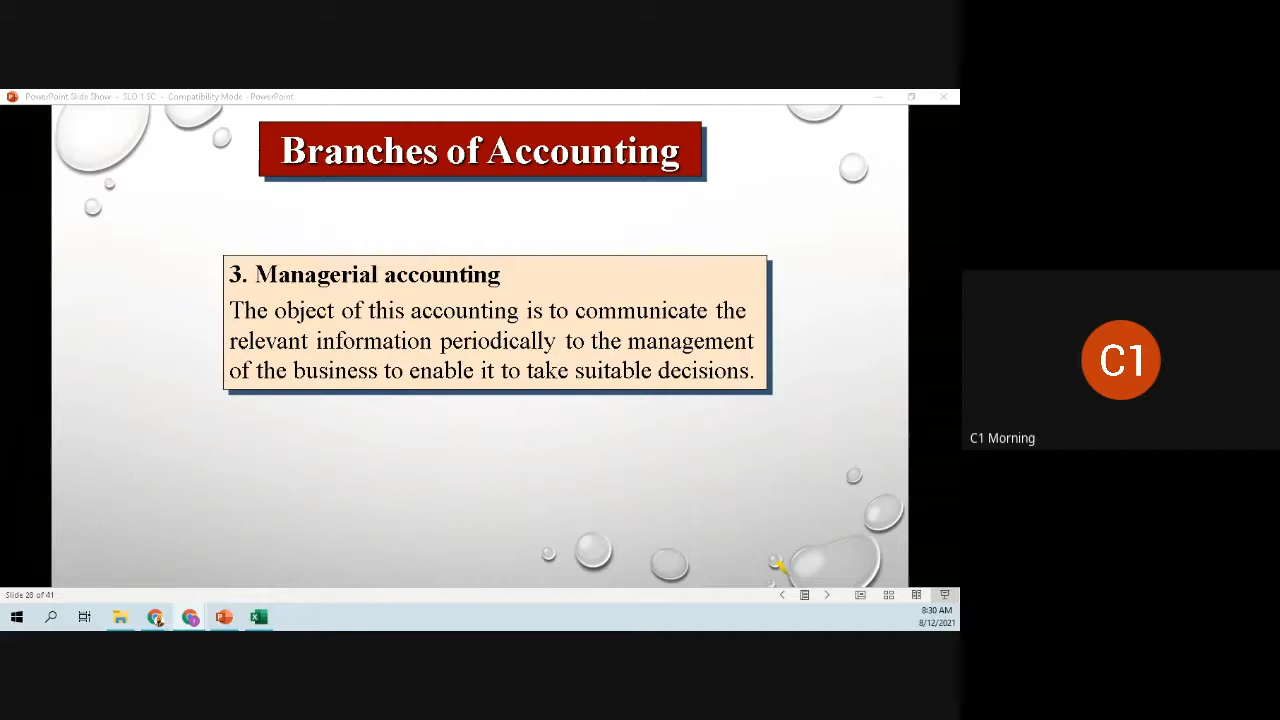 PowerPoint Slide Show - SLO 1 SC - Compatibility Mode - PowerPoint
Branches of Accounting
3. Managerial accounting
The object of this accounting is to communicate the
relevant information periodically to the management
of the business to enable it to take suitable decisions.
C1
C1 Morning
Slide 28 of 41
8:30 AM
8/12/2021